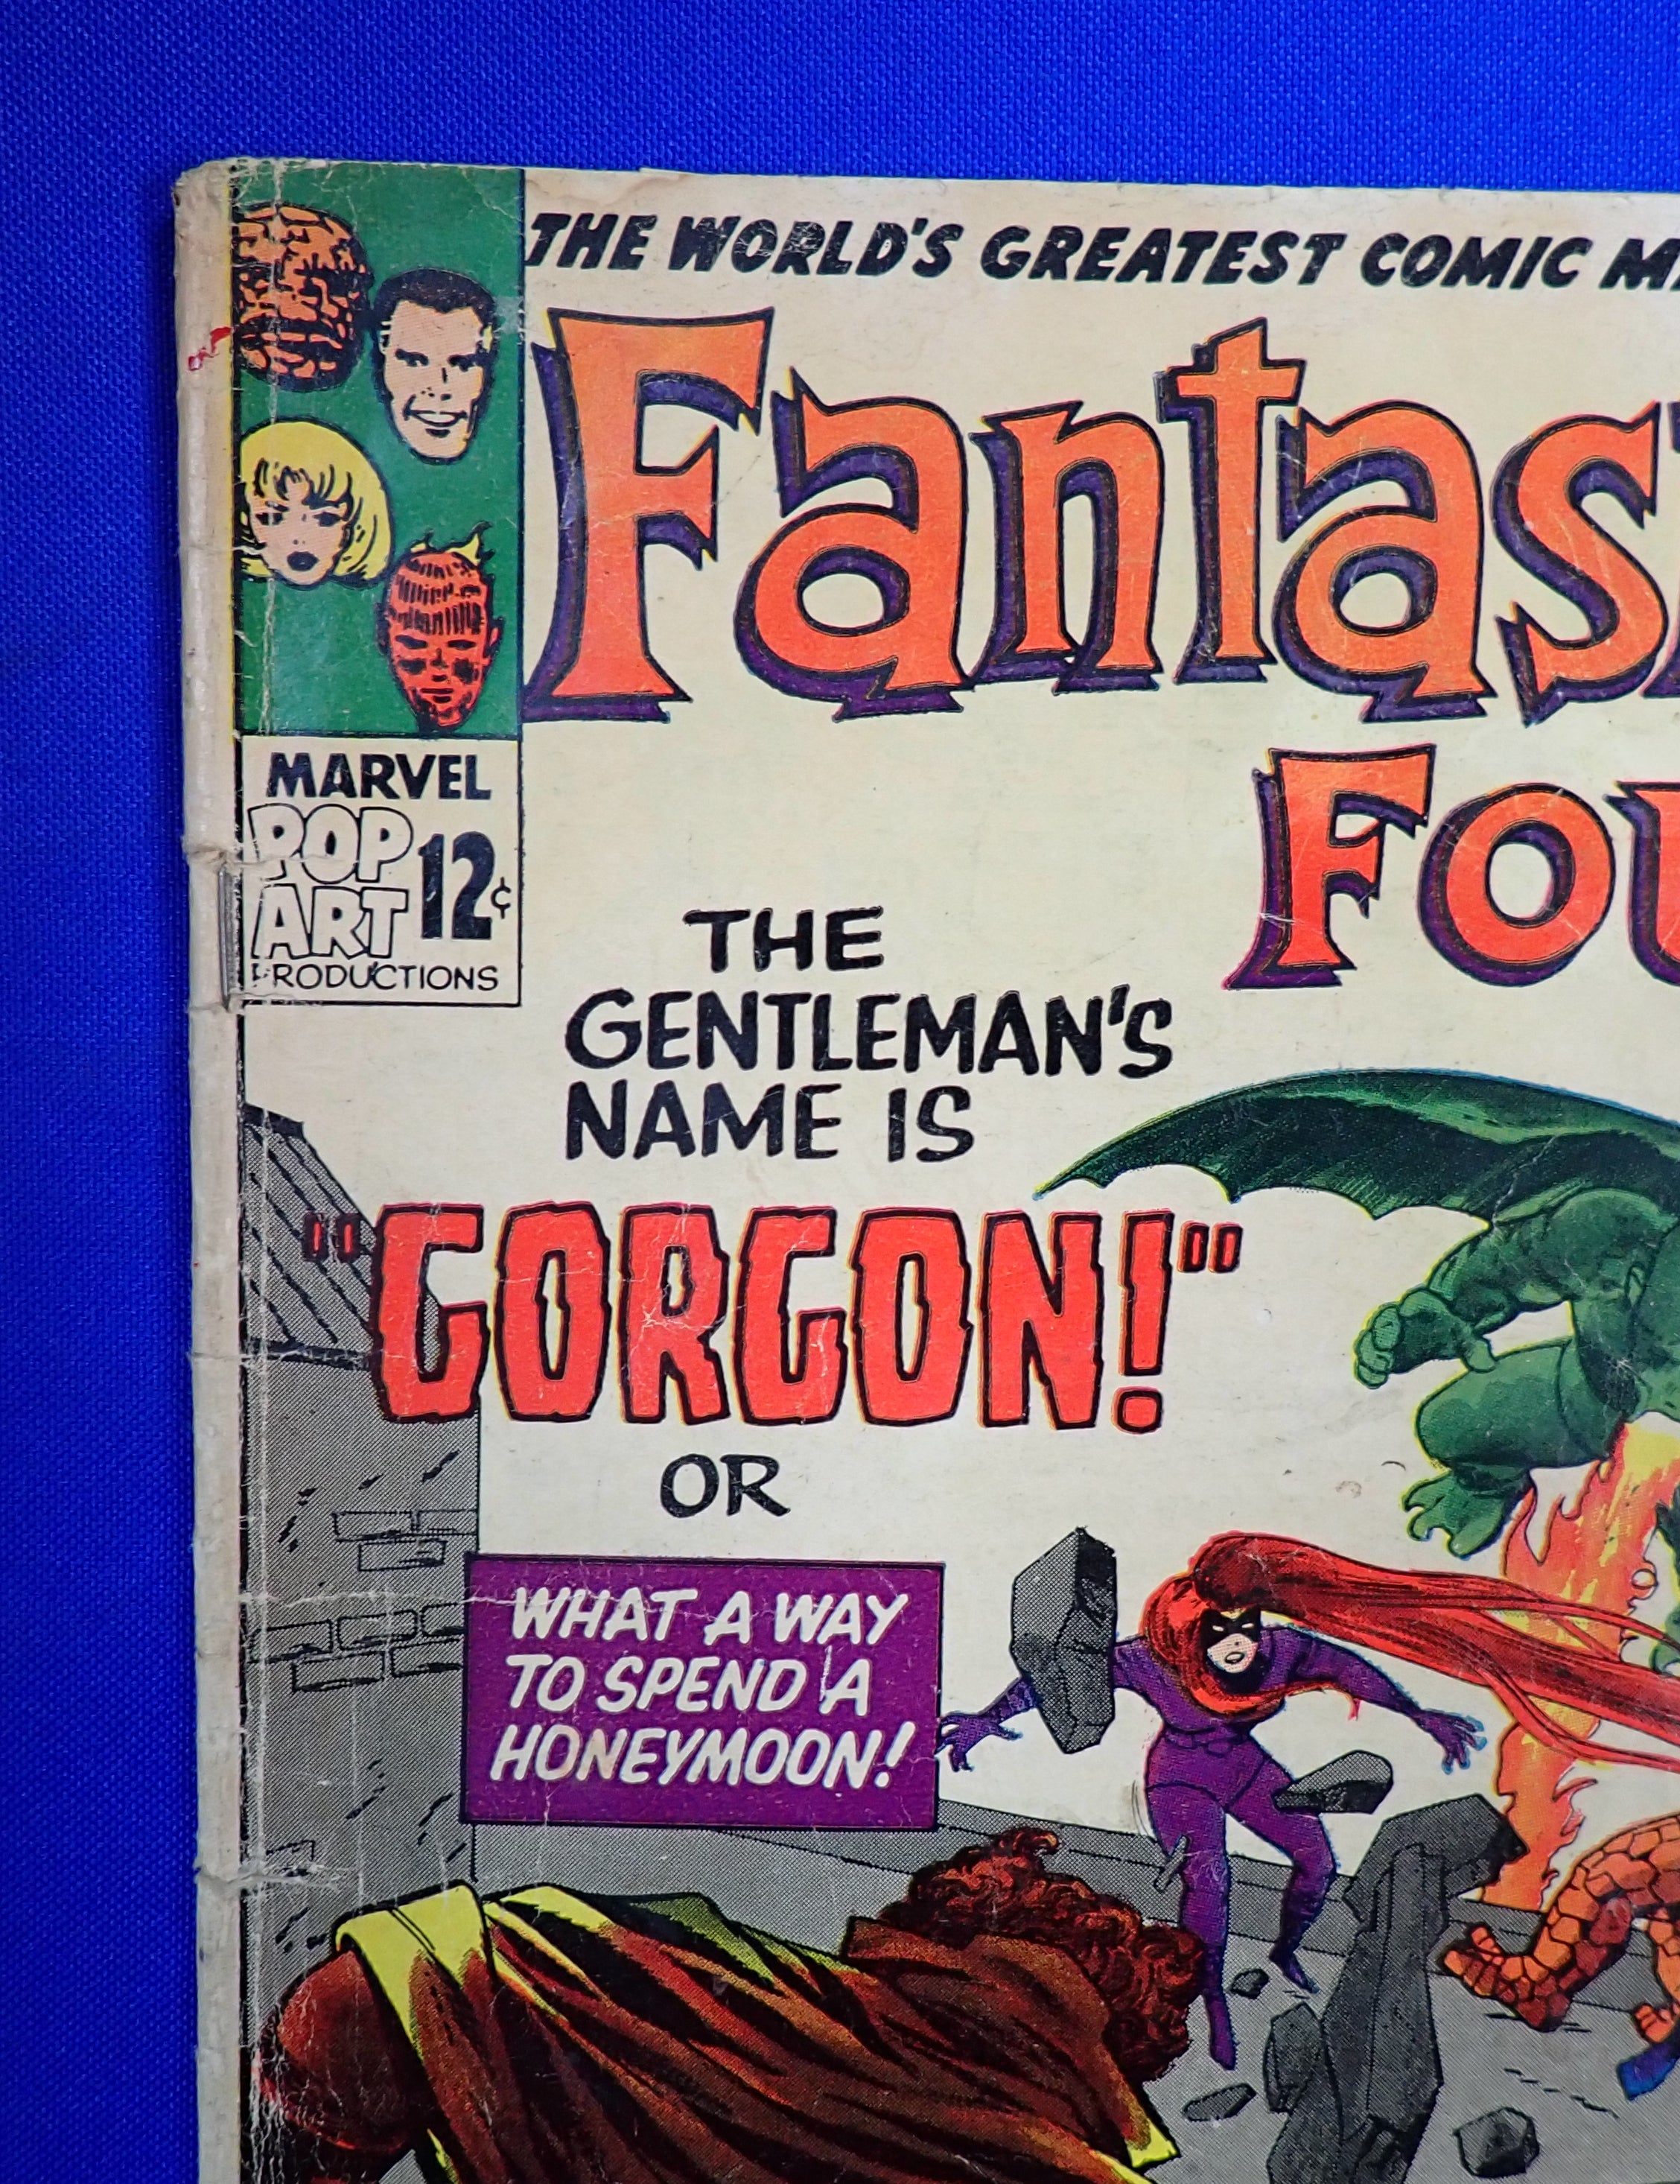 THE WORLD'S GREATEST COMIC M
Fantas
FOU
MARVEL
POP
ART
12¢
PRODUCTIONS
THE
GENTLEMAN'S
NAME IS
"GORGON!"
OR
WHAT A WAY
TO SPEND A
HONEYMOON!